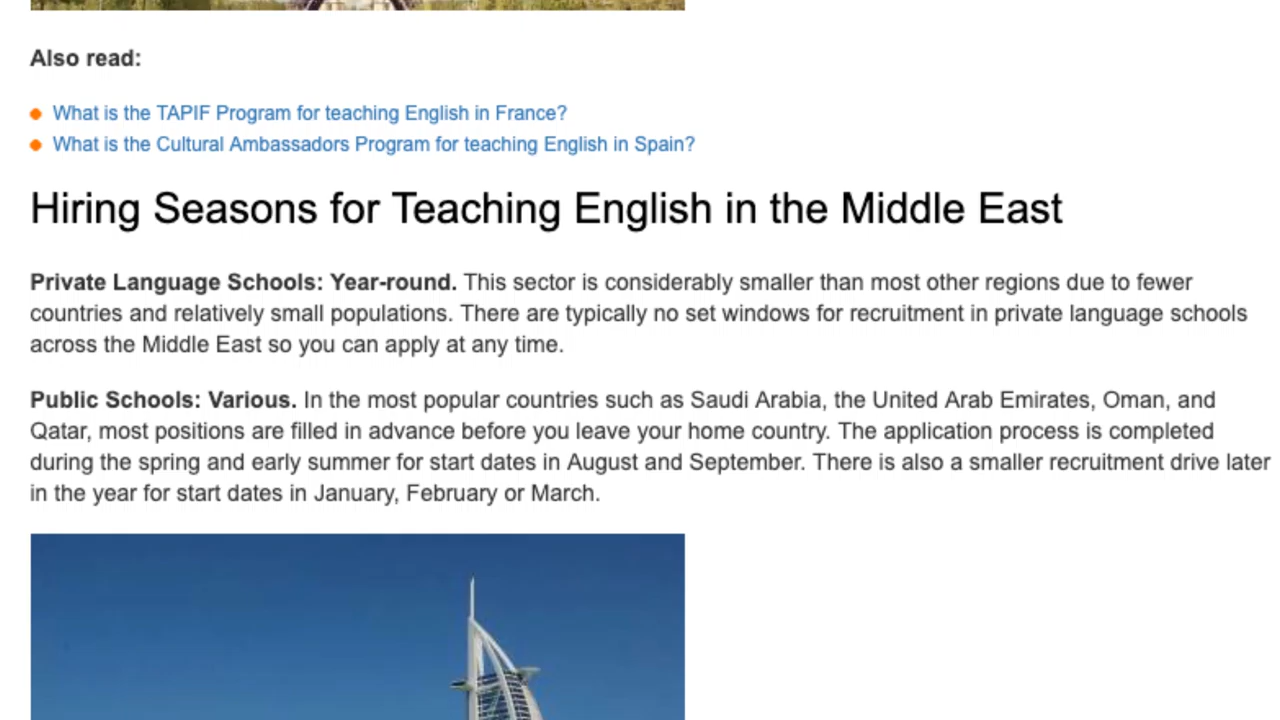 Also read:
What is the TAPIF Program for teaching English in France?
What is the Cultural Ambassadors Program for teaching English in Spain?
Hiring Seasons for Teaching English in the Middle East
Private Language Schools: Year-round. This sector is considerably smaller than most other regions due to fewer
countries and relatively small populations. There are typically no set windows for recruitment in private language schools
across the Middle East so you can apply at any time.
Public Schools: Various. In the most popular countries such as Saudi Arabia, the United Arab Emirates, Oman, and
Qatar, most positions are filled in advance before you leave your home country. The application process is completed
during the spring and early summer for start dates in August and September. There is also a smaller recruitment drive later
in the year for start dates in January, February or March.